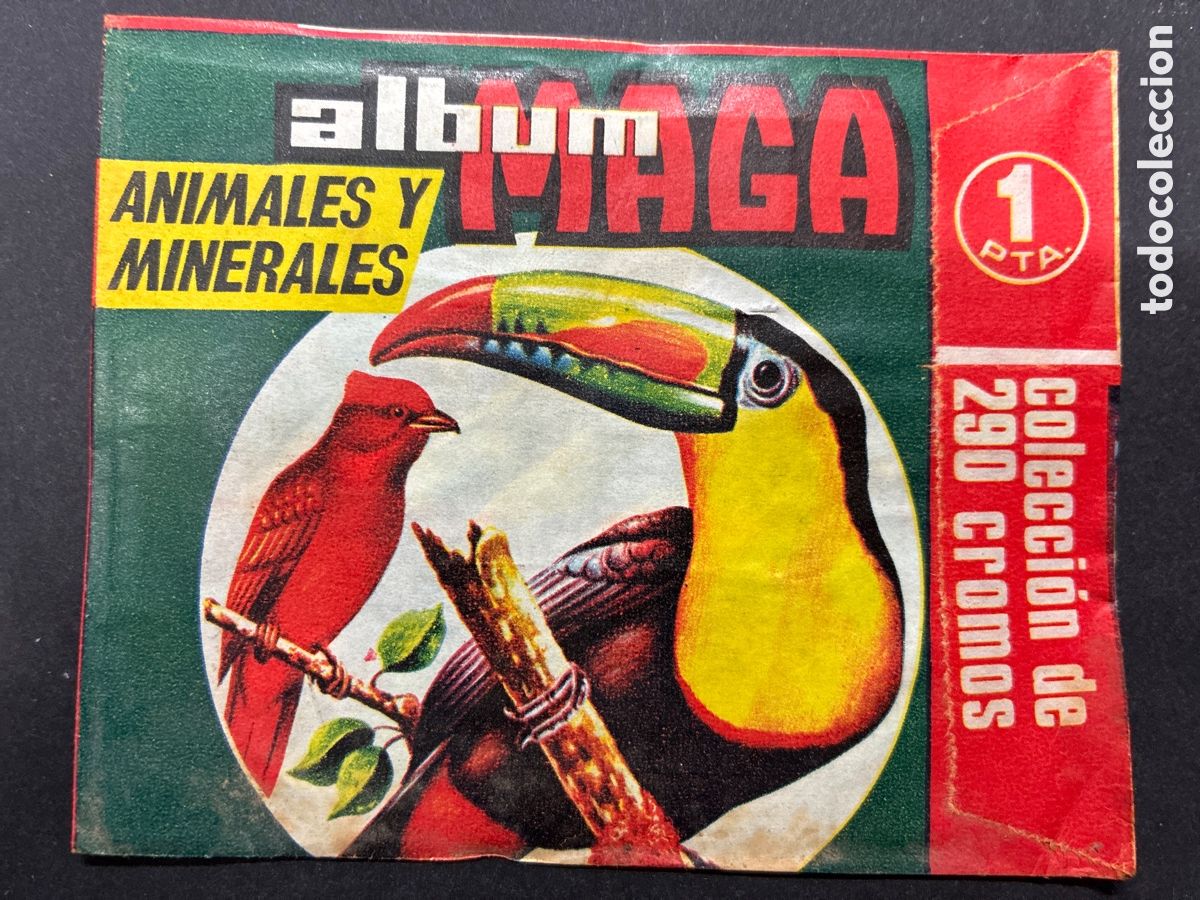 album MAGA
ANIMALES Y
MINERALES
1
PTA.
colección de
290 cromos
todocoleccion